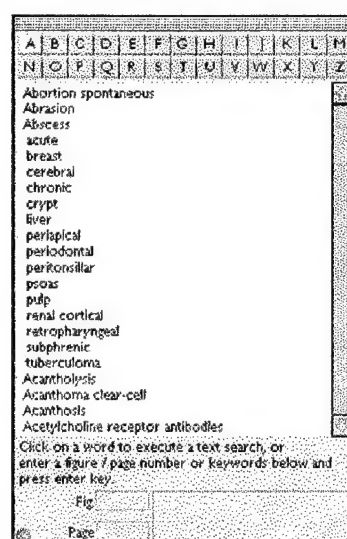 A B C D E F G H I J K L M
N O P Q R S T U V W X Y Z
Abortion spontaneous
Abrasion
Abscess
acute
breast
cerebral
chronic
crypt
liver
periapical
periodontal
peritonsillar
psoas
pulp
renal cortical
retropharyngeal
subphrenic
tuberculoma
Acantholysis
Acanthoma clear-cell
Acanthosis
Acetylcholine receptor antibodies
Click on a word to execute a text search, or
enter a figure / page number or keywords below and
press enter key.
Fig
Page